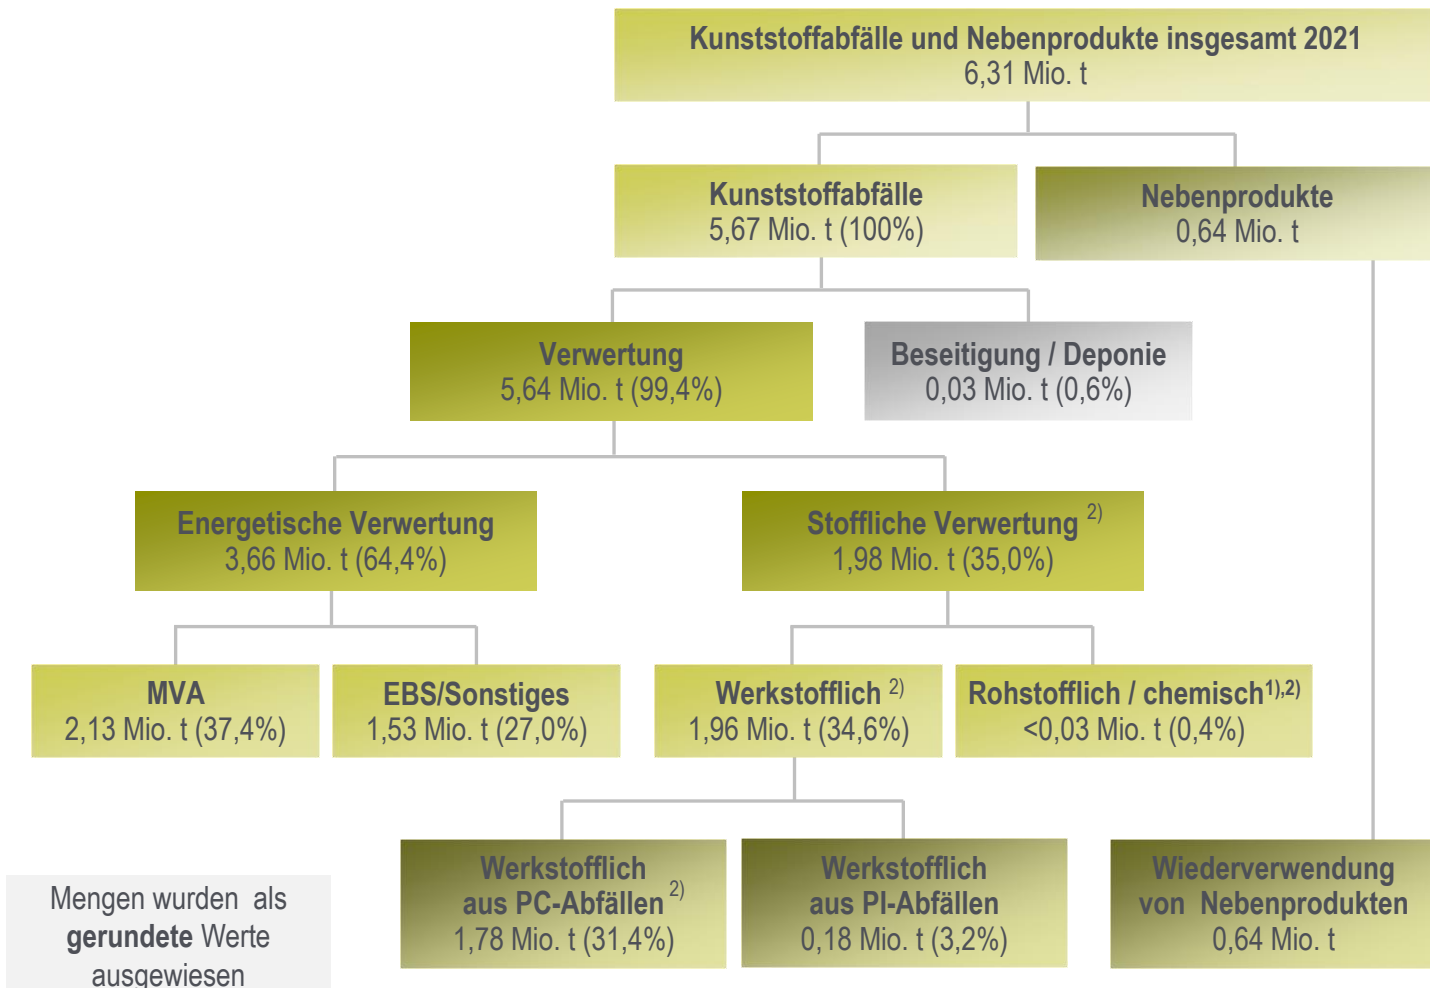 Kunststoffabfälle und Nebenprodukte insgesamt 2021
6,31 Mio. t
Kunststoffabfälle
5,67 Mio. t (100%)
Nebenprodukte
0,64 Mio. t
Verwertung
5,64 Mio. t (99,4%)
Beseitigung / Deponie
0,03 Mio. t (0,6%)
Energetische Verwertung
3,66 Mio. t (64,4%)
Stoffliche Verwertung 2)
1,98 Mio. t (35,0%)
MVA
2,13 Mio. t (37,4%)
EBS/Sonstiges
1,53 Mio. t (27,0%)
Werkstofflich 2)
1,96 Mio. t (34,6%)
Rohstofflich / chemisch1),2)
<0,03 Mio. t (0,4%)
Werkstofflich
aus PC-Abfällen 2)
1,78 Mio. t (31,4%)
Werkstofflich
aus PI-Abfällen
0,18 Mio. t (3,2%)
Wiederverwendung
von Nebenprodukten
0,64 Mio. t
Mengen wurden als
gerundete Werte
ausgewiesen